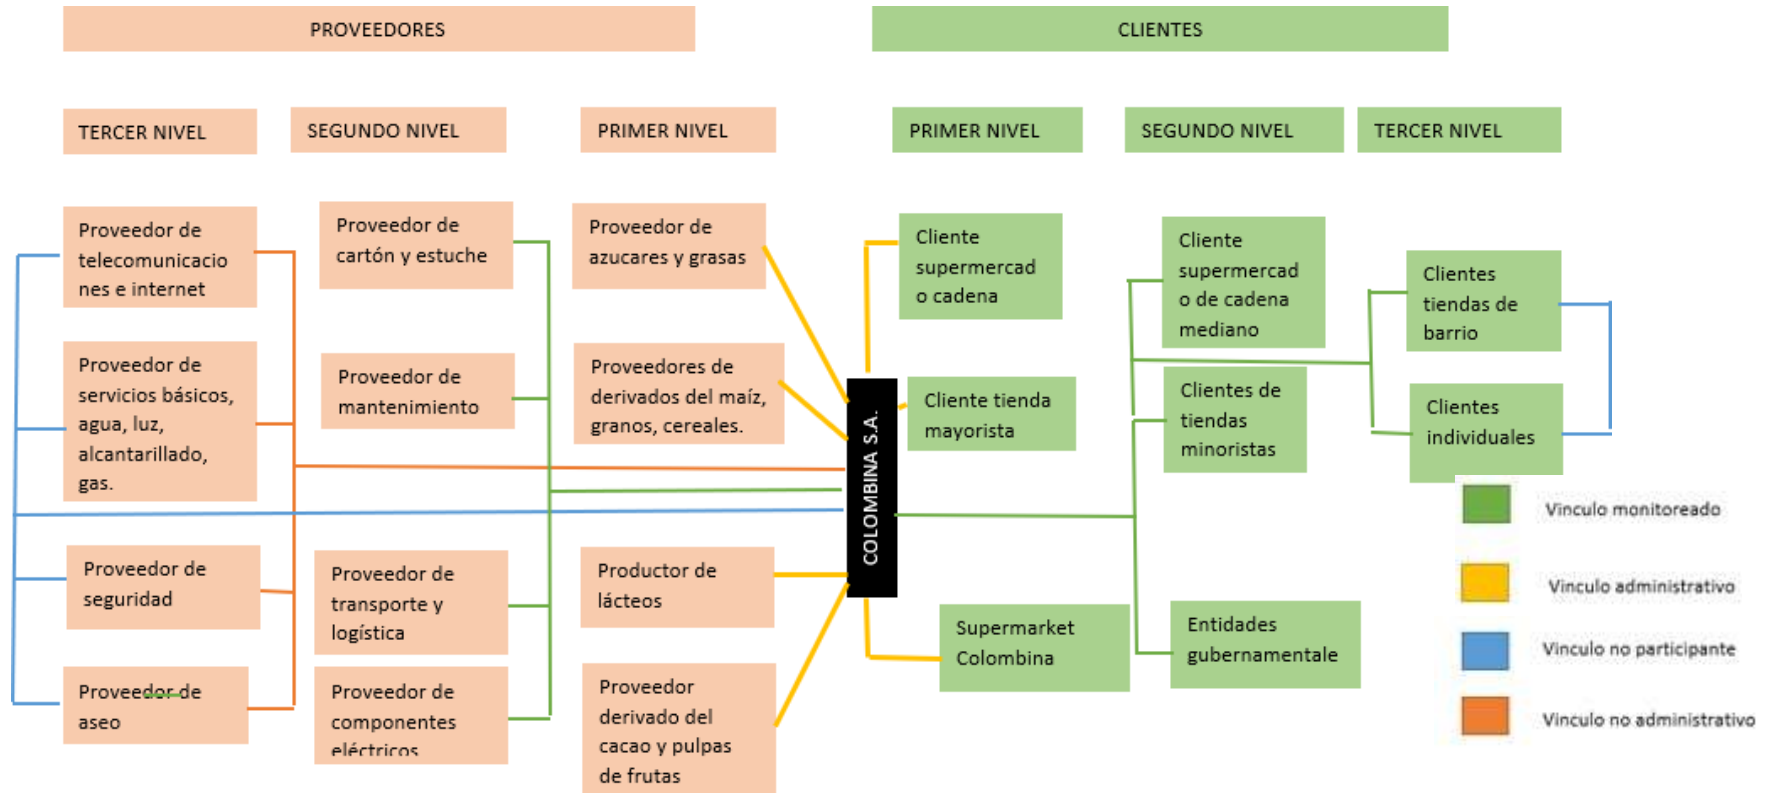 PROVEEDORES
CLIENTES
TERCER NIVEL
SEGUNDO NIVEL
PRIMER NIVEL
PRIMER NIVEL
SEGUNDO NIVEL
TERCER NIVEL
Proveedor de
telecomunicacio
nes e internet
Proveedor de
servicios básicos,
agua, luz,
alcantarillado,
gas.
Proveedor de
seguridad
Proveedor de
aseo
Proveedor de
cartón y estuche
Proveedor de
mantenimiento
Proveedor de
transporte y
logística
Proveedor de
componentes
eléctricos
Proveedor de
azucares y grasas
Proveedores de
derivados del maíz,
granos, cereales.
Productor de
lácteos
Proveedor
derivado del
cacao y pulpas
de frutas
COLOMBINA S.A.
Cliente
supermercad
o cadena
Cliente tienda
mayorista
Supermarket
Colombina
Cliente
supermercad
o de cadena
mediano
Clientes de
tiendas
minoristas
Entidades
gubernamentale
Clientes
tiendas de
barrio
Clientes
individuales
Vinculo monitoreado
Vinculo administrativo
Vinculo no participante
Vinculo no administrativo